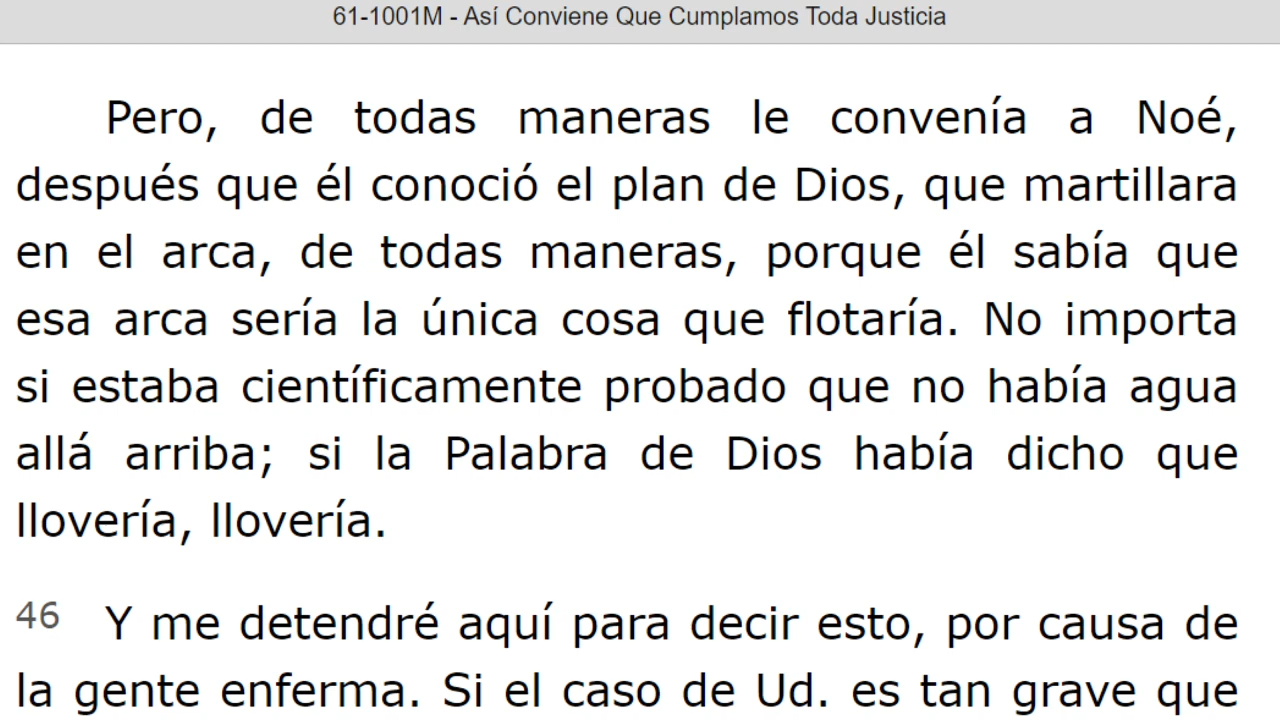 61-1001M - Así Conviene Que Cumplamos Toda Justicia
Pero, de todas maneras le convenía a Noé,
después que él conoció el plan de Dios, que martillara
en el arca, de todas maneras, porque él sabía que
esa arca sería la única cosa que flotaría. No importa
si estaba científicamente probado que no había agua
allá arriba; si la Palabra de Dios había dicho que
llovería, llovería.
46 Y me detendré aquí para decir esto, por causa de
la gente enferma. Si el caso de Ud. es tan grave que